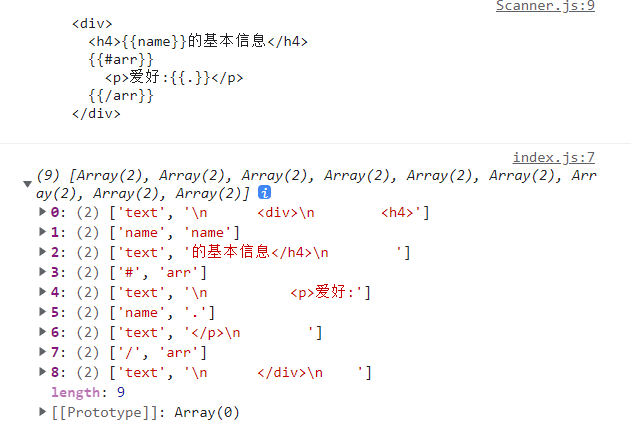 Scanner.js:9
<div>
<h4>{{name}}的基本信息</h4>
{{#arr}}
<p>爱好:{{.}}</p>
{{/arr}}
</div>
index.js:7
(9) [Array(2), Array(2), Array(2), Array(2), Array(2), Array(2), Arr
ay(2), Array(2), Array(2)] i
▶ 0: (2) ['text', '\n      <div>\n        <h4>']
▶ 1: (2) ['name', 'name']
▶ 2: (2) ['text', '的基本信息</h4>\n        ']
▶ 3: (2) ['#', 'arr']
▶ 4: (2) ['text', '\n          <p>爱好:']
▶ 5: (2) ['name', '.']
▶ 6: (2) ['text', '</p>\n        ']
▶ 7: (2) ['/', 'arr']
▶ 8: (2) ['text', '\n      </div>\n    ']
length: 9
▶ [[Prototype]]: Array(0)